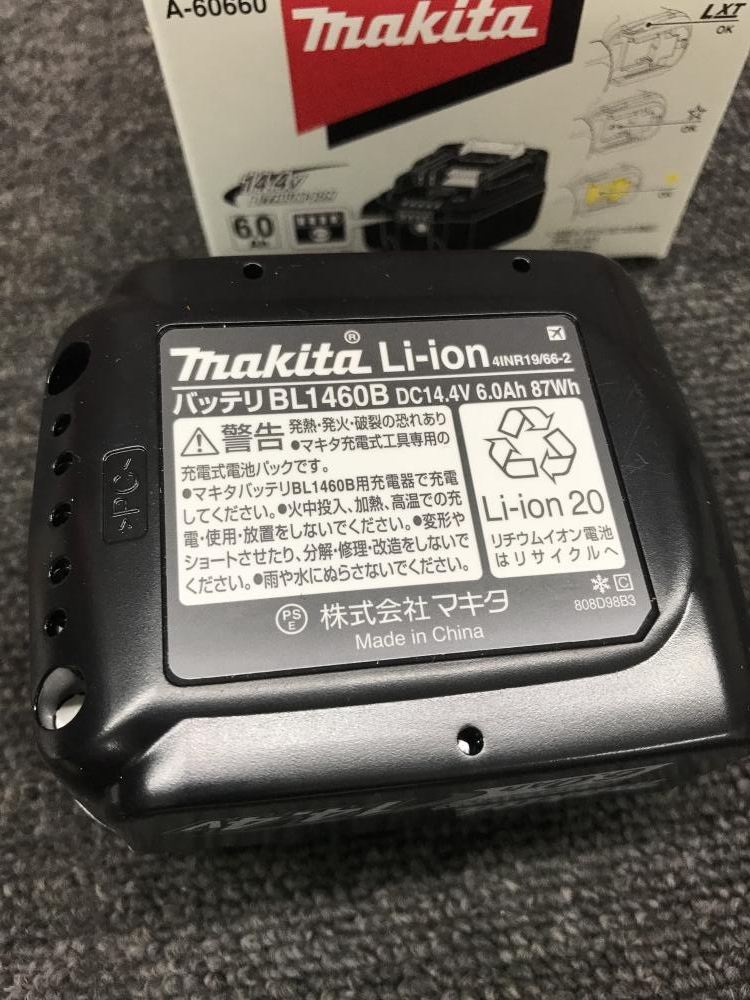 A-60660
makita
LXT
OK
OK
14.4V
6.0
Ah
makita® Li-ion 4INR19/66-2
バッテリ BL1460B DC14.4V 6.0Ah 87Wh
警告 発熱・発火・破裂の恐れあり
●マキタ充電式工具専用の
充電式電池パックです。
●マキタバッテリBL1460B用充電器で充電
してください。●火中投入、加熱、高温での充
電・使用・放置をしないでください。●変形や
ショートさせたり、分解・修理・改造をしないで
ください。●雨や水にぬらさないでください。
Li-ion 20
リチウムイオン電池
はリサイクルへ
PS
E
株式会社 マキタ
Made in China
C
808D98B3
>PC<